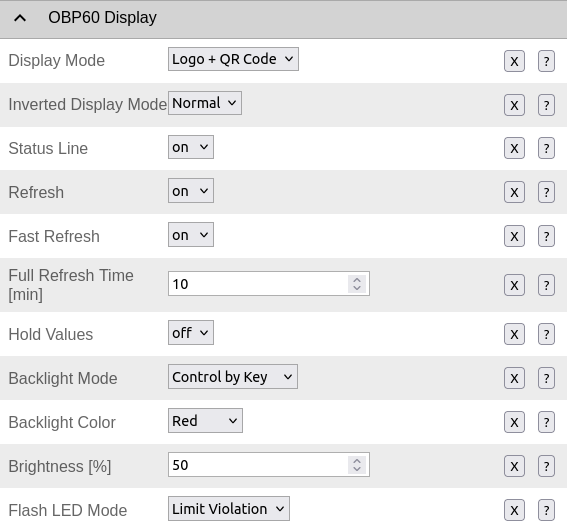 OBP60 Display
Display Mode Logo + QR Code X ?
Inverted Display Mode Normal X ?
Status Line on X ?
Refresh on X ?
Fast Refresh on X ?
Full Refresh Time
[min] 10 X ?
Hold Values off X ?
Backlight Mode Control by Key X ?
Backlight Color Red X ?
Brightness [%] 50 X ?
Flash LED Mode Limit Violation X ?